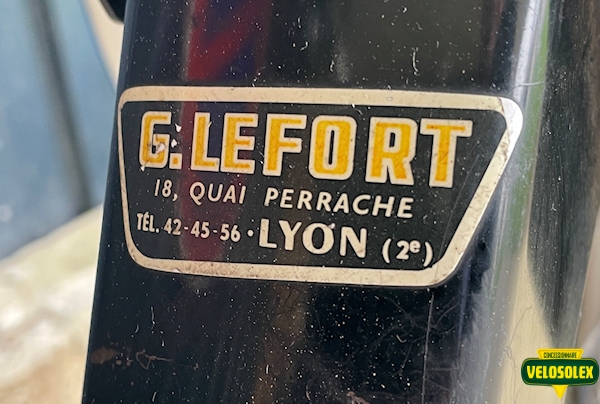 G. LEFORT
18, QUAI PERRACHE
TÉL. 42-45-56 • LYON (2e)
CONCESSIONNAIRE
VELOSOLEX